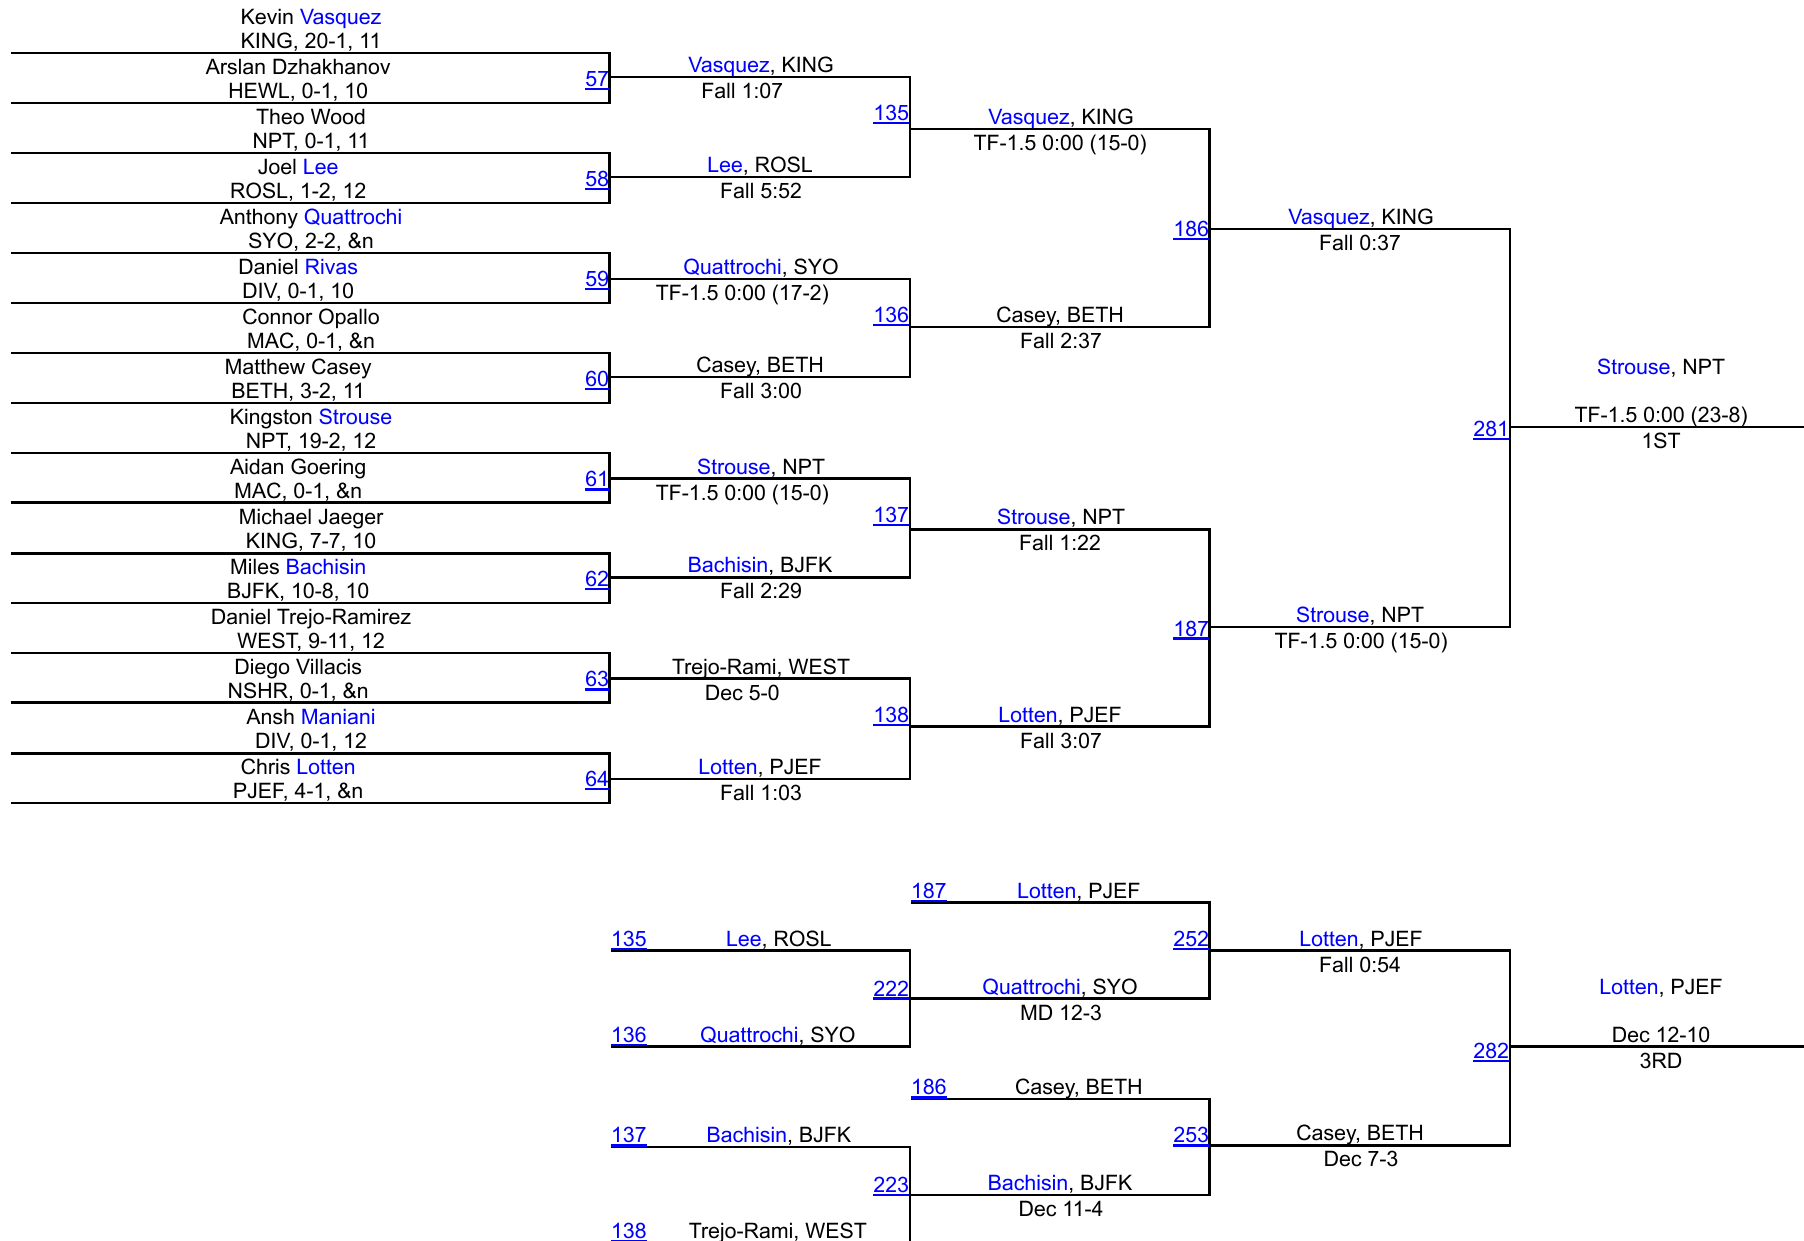 Kevin Vasquez
KING, 20-1, 11
Arslan Dzhakhanov
HEWL, 0-1, 10
57
Theo Wood
NPT, 0-1, 11
Joel Lee
ROSL, 1-2, 12
58
Anthony Quattrochi
SYO, 2-2, &n
Daniel Rivas
DIV, 0-1, 10
59
Connor Opallo
MAC, 0-1, &n
Matthew Casey
BETH, 3-2, 11
60
Kingston Strouse
NPT, 19-2, 12
Aidan Goering
MAC, 0-1, &n
61
Michael Jaeger
KING, 7-7, 10
Miles Bachisin
BJFK, 10-8, 10
62
Daniel Trejo-Ramirez
WEST, 9-11, 12
Diego Villacis
NSHR, 0-1, &n
63
Ansh Maniani
DIV, 0-1, 12
Chris Lotten
PJEF, 4-1, &n
64
Vasquez, KING
Fall 1:07
135
Lee, ROSL
Fall 5:52
Quattrochi, SYO
TF-1.5 0:00 (17-2)
136
Casey, BETH
Fall 3:00
Strouse, NPT
TF-1.5 0:00 (15-0)
137
Bachisin, BJFK
Fall 2:29
Trejo-Rami, WEST
Dec 5-0
138
Lotten, PJEF
Fall 1:03
Vasquez, KING
TF-1.5 0:00 (15-0)
186
Casey, BETH
Fall 2:37
Strouse, NPT
Fall 1:22
187
Lotten, PJEF
Fall 3:07
Vasquez, KING
Fall 0:37
281
Strouse, NPT
TF-1.5 0:00 (15-0)
Strouse, NPT
TF-1.5 0:00 (23-8)
1ST
187 Lotten, PJEF
135 Lee, ROSL
252
Lotten, PJEF
Fall 0:54
222
Quattrochi, SYO
MD 12-3
136 Quattrochi, SYO
Lotten, PJEF
Dec 12-10
3RD
282
186 Casey, BETH
137 Bachisin, BJFK
253
Casey, BETH
Dec 7-3
223
Bachisin, BJFK
Dec 11-4
138 Trejo-Rami, WEST